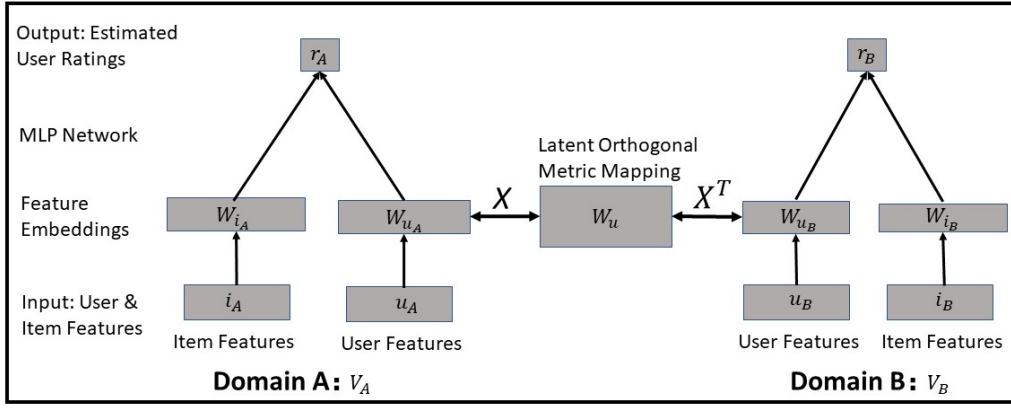 Output: Estimated
User Ratings
r_A
r_B
MLP Network
Latent Orthogonal
Metric Mapping
Feature
Embeddings
W_{i_A}
W_{u_A}
X
W_u
X^T
W_{u_B}
W_{i_B}
Input: User &
Item Features
i_A
u_A
u_B
i_B
Item Features
User Features
User Features
Item Features
Domain A: V_A
Domain B: V_B